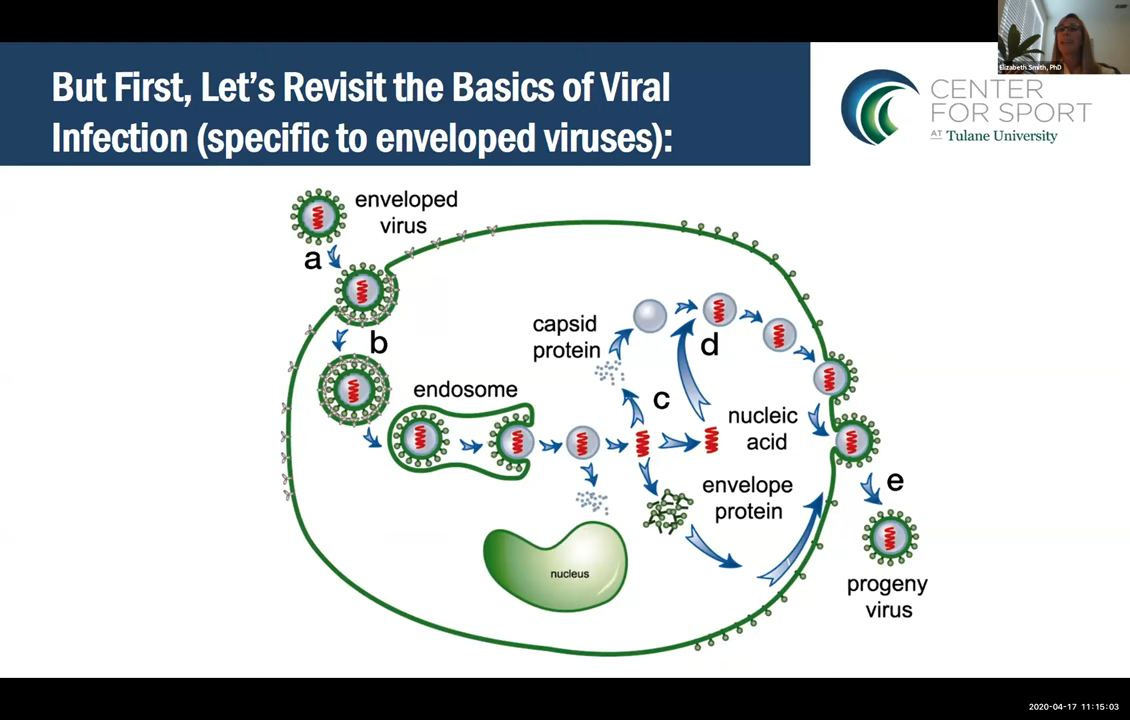 Elizabeth Smith, PhD
But First, Let's Revisit the Basics of Viral
Infection (specific to enveloped viruses):
CENTER
FOR SPORT
AT Tulane University
enveloped
virus
a
b
endosome
capsid
protein
c
d
nucleic
acid
envelope
protein
e
nucleus
progeny
virus
2020-04-17 11:15:03